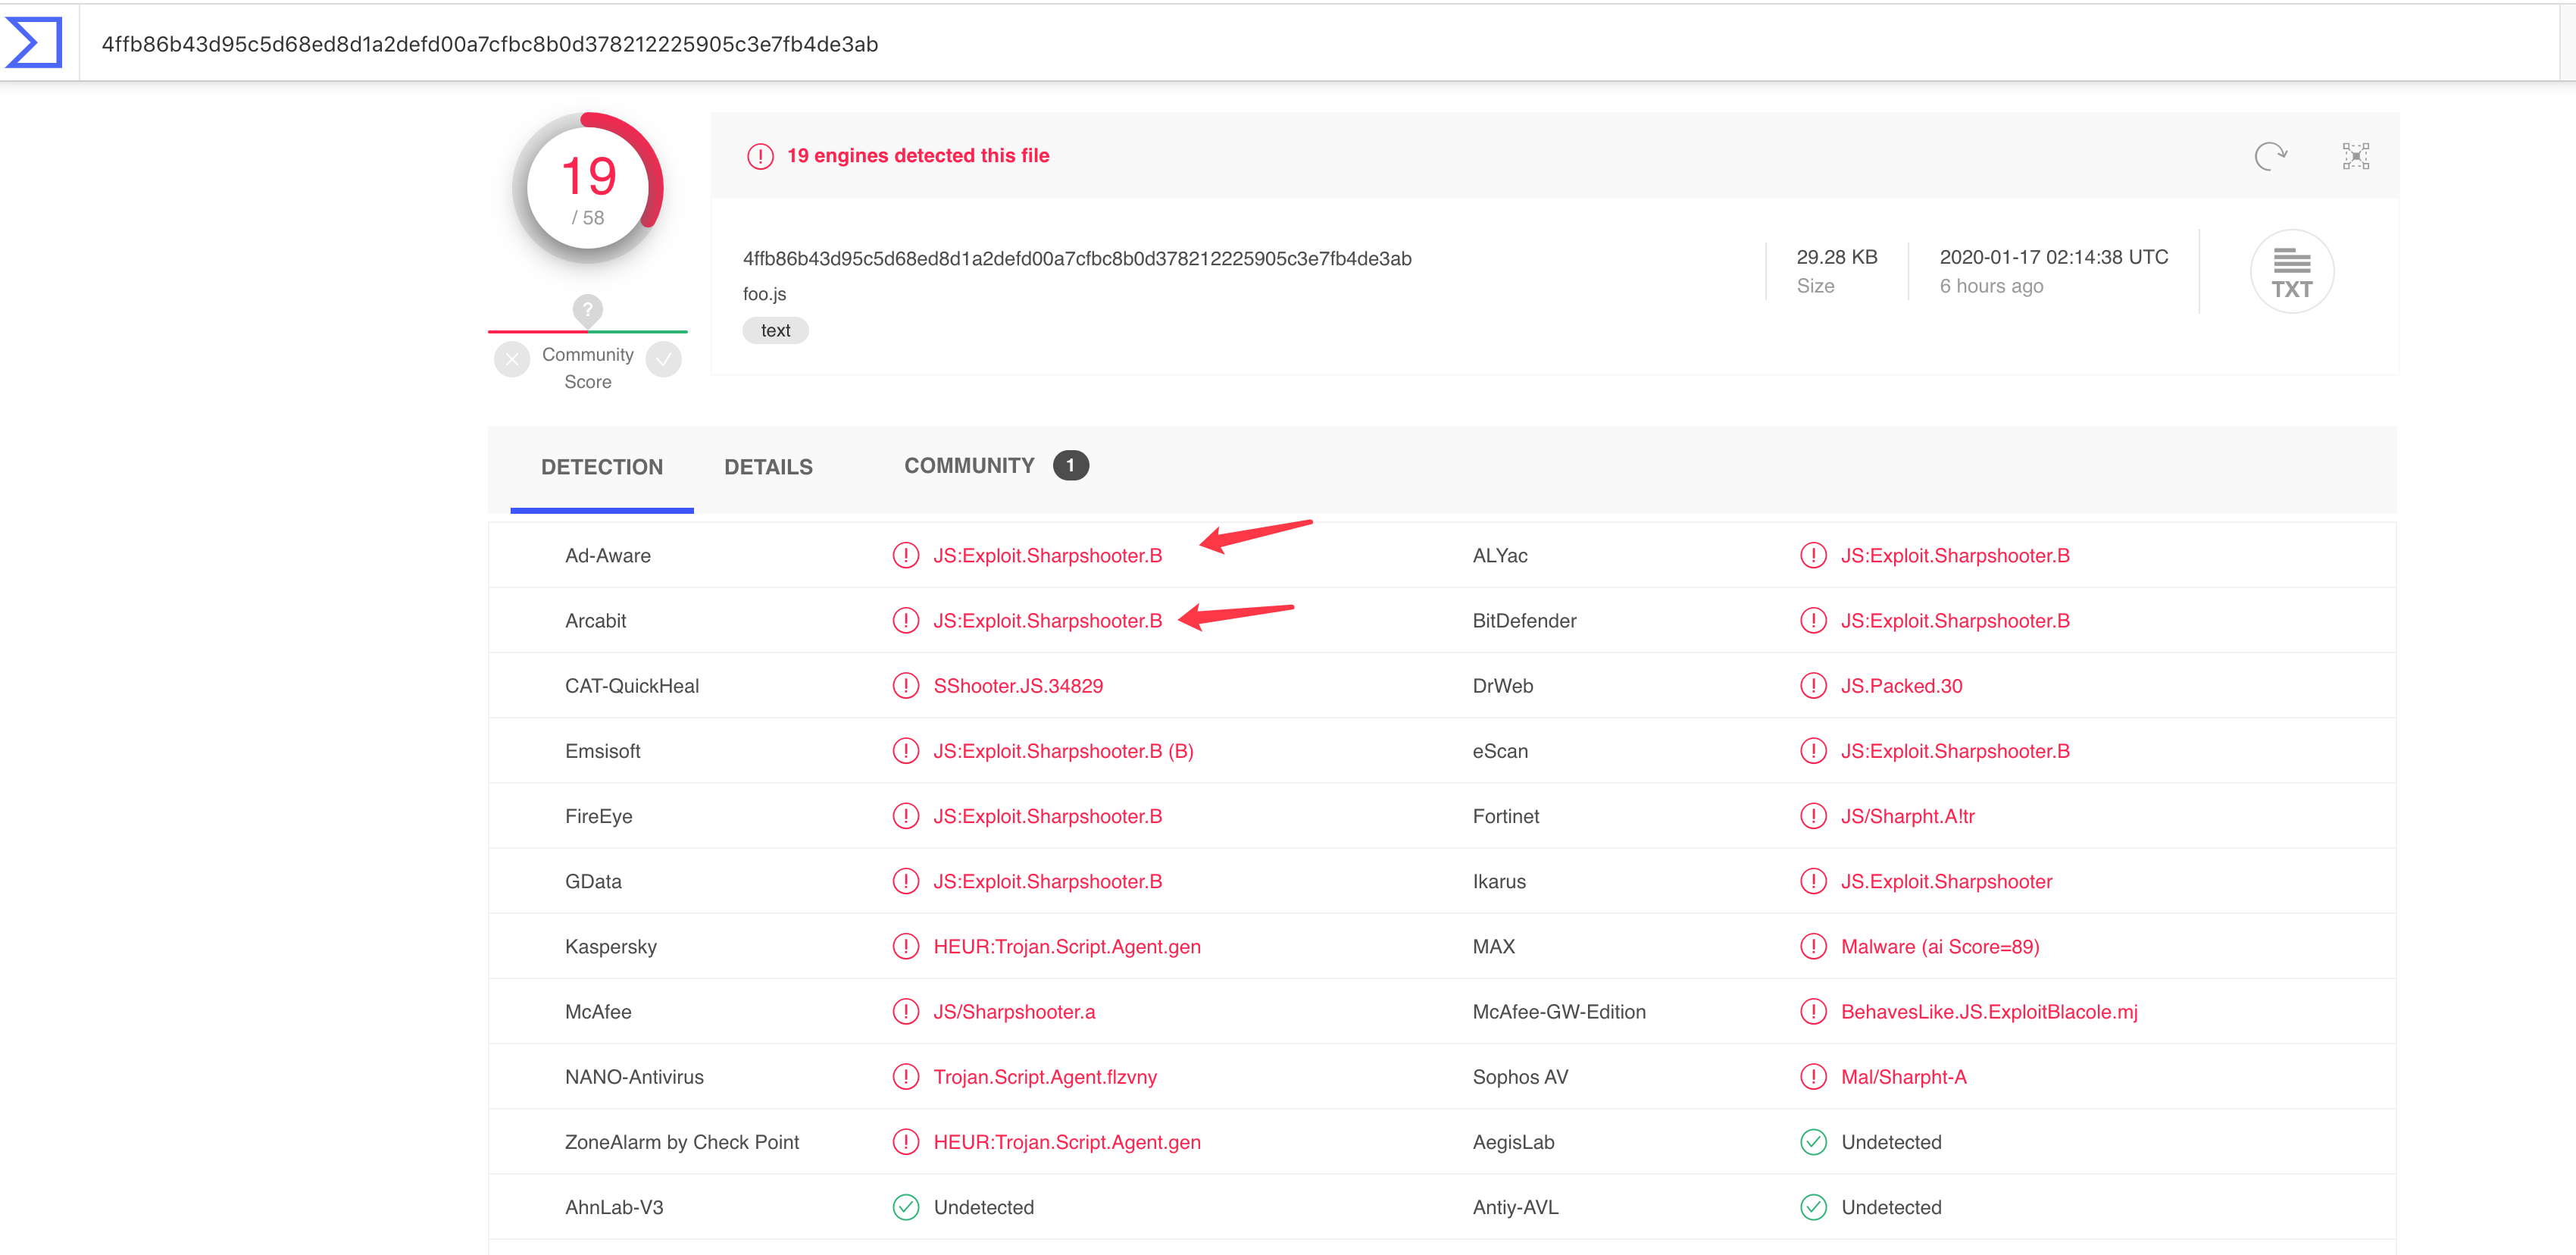 4ffb86b43d95c5d68ed8d1a2defd00a7cfbc8b0d378212225905c3e7fb4de3ab
19
/ 58
?
Community
Score
19 engines detected this file
4ffb86b43d95c5d68ed8d1a2defd00a7cfbc8b0d378212225905c3e7fb4de3ab
foo.js
text
29.28 KB
Size
2020-01-17 02:14:38 UTC
6 hours ago
TXT
DETECTION DETAILS COMMUNITY 1
Ad-Aware JS:Exploit.Sharpshooter.B ALYac JS:Exploit.Sharpshooter.B
Arcabit JS:Exploit.Sharpshooter.B BitDefender JS:Exploit.Sharpshooter.B
CAT-QuickHeal SShooter.JS.34829 DrWeb JS.Packed.30
Emsisoft JS:Exploit.Sharpshooter.B (B) eScan JS:Exploit.Sharpshooter.B
FireEye JS:Exploit.Sharpshooter.B Fortinet JS/Sharpht.A!tr
GData JS:Exploit.Sharpshooter.B Ikarus JS.Exploit.Sharpshooter
Kaspersky HEUR:Trojan.Script.Agent.gen MAX Malware (ai Score=89)
McAfee JS/Sharpshooter.a McAfee-GW-Edition BehavesLike.JS.ExploitBlacole.mj
NANO-Antivirus Trojan.Script.Agent.flzvny Sophos AV Mal/Sharpht-A
ZoneAlarm by Check Point HEUR:Trojan.Script.Agent.gen AegisLab Undetected
AhnLab-V3 Undetected Antiy-AVL Undetected